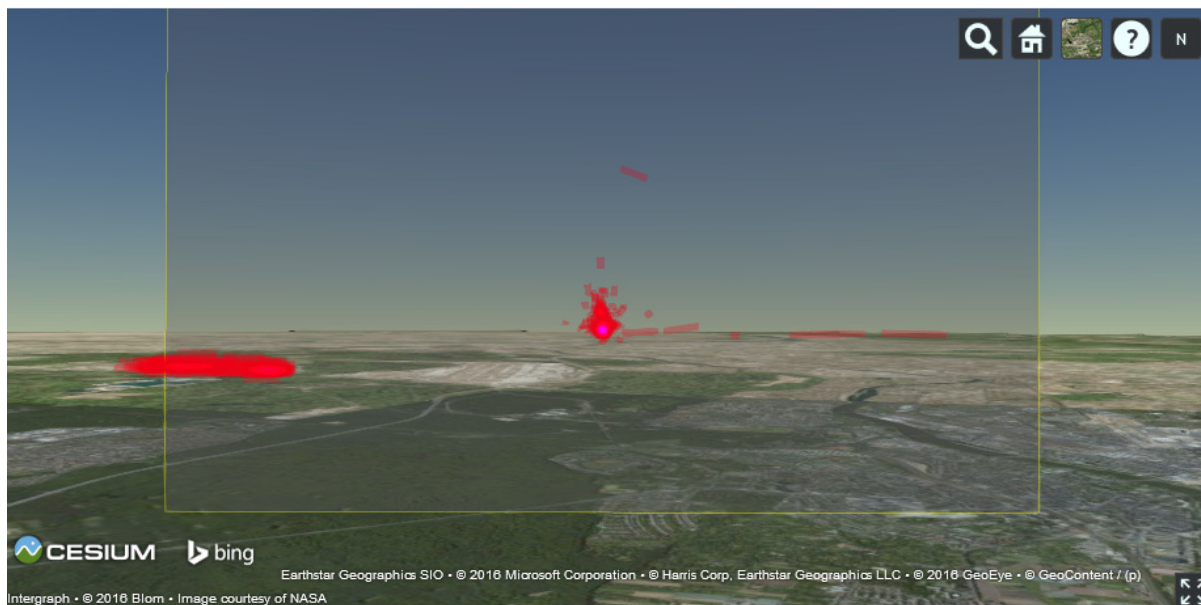 N
?
CESIUM bing
Earthstar Geographics SIO • © 2016 Microsoft Corporation • © Harris Corp, Earthstar Geographics LLC • © 2016 GeoEye • © GeoContent / (p)
Intergraph • © 2016 Blom • Image courtesy of NASA